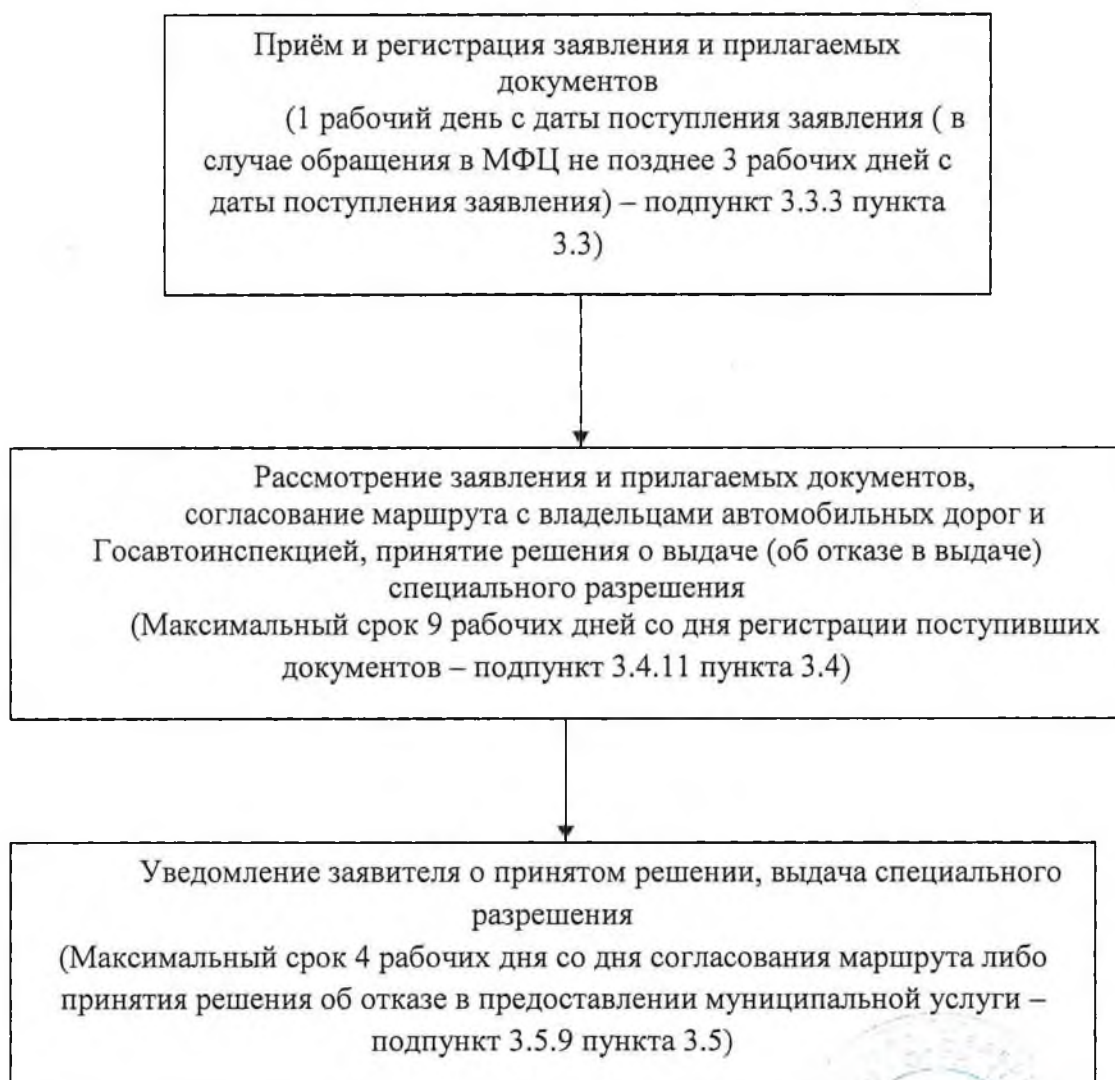 Приём и регистрация заявления и прилагаемых
документов
(1 рабочий день с даты поступления заявления ( в
случае обращения в МФЦ не позднее 3 рабочих дней с
даты поступления заявления) – подпункт 3.3.3 пункта
3.3)
Рассмотрение заявления и прилагаемых документов,
согласование маршрута с владельцами автомобильных дорог и
Госавтоинспекцией, принятие решения о выдаче (об отказе в выдаче)
специального разрешения
(Максимальный срок 9 рабочих дней со дня регистрации поступивших
документов – подпункт 3.4.11 пункта 3.4)
Уведомление заявителя о принятом решении, выдача специального
разрешения
(Максимальный срок 4 рабочих дня со дня согласования маршрута либо
принятия решения об отказе в предоставлении муниципальной услуги –
подпункт 3.5.9 пункта 3.5)